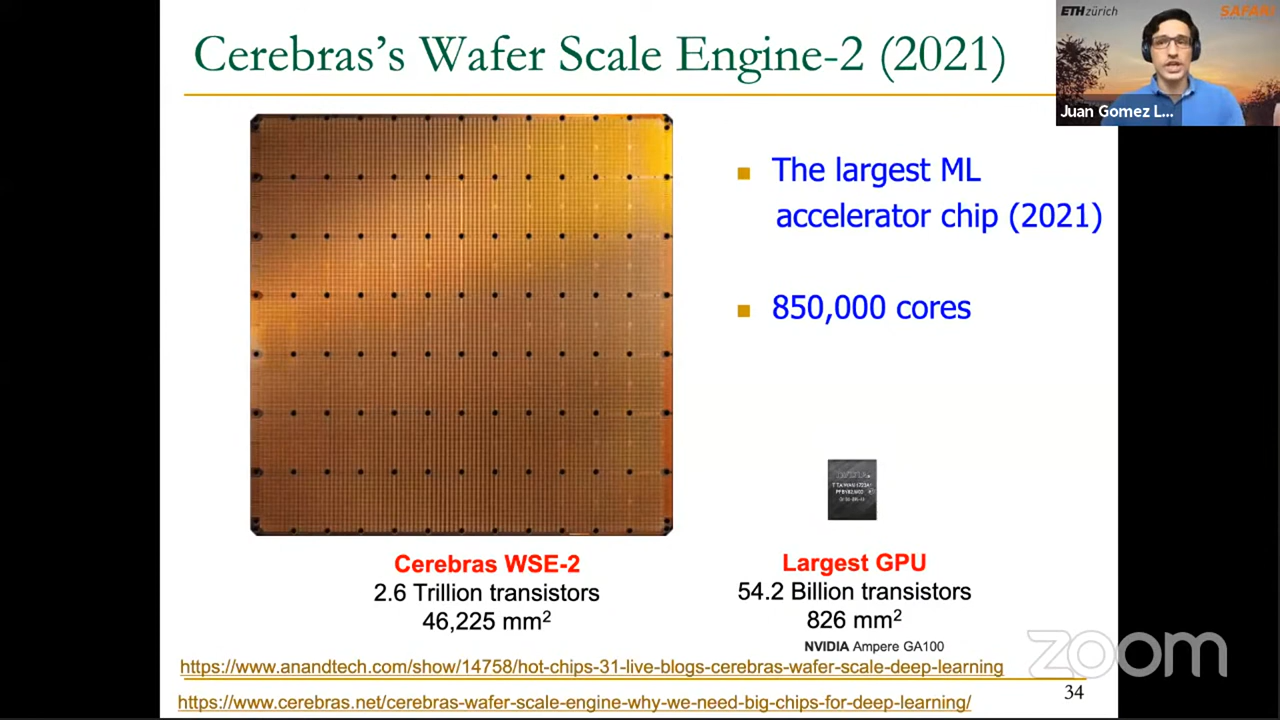 Cerebras's Wafer Scale Engine-2 (2021)
ETHzürich
SAFARI
Juan Gomez L...
The largest ML
accelerator chip (2021)
850,000 cores
Cerebras WSE-2
2.6 Trillion transistors
46,225 mm²
Largest GPU
54.2 Billion transistors
826 mm²
NVIDIA Ampere GA100
https://www.anandtech.com/show/14758/hot-chips-31-live-blogs-cerebras-wafer-scale-deep-learning
https://www.cerebras.net/cerebras-wafer-scale-engine-why-we-need-big-chips-for-deep-learning/
34
zoom